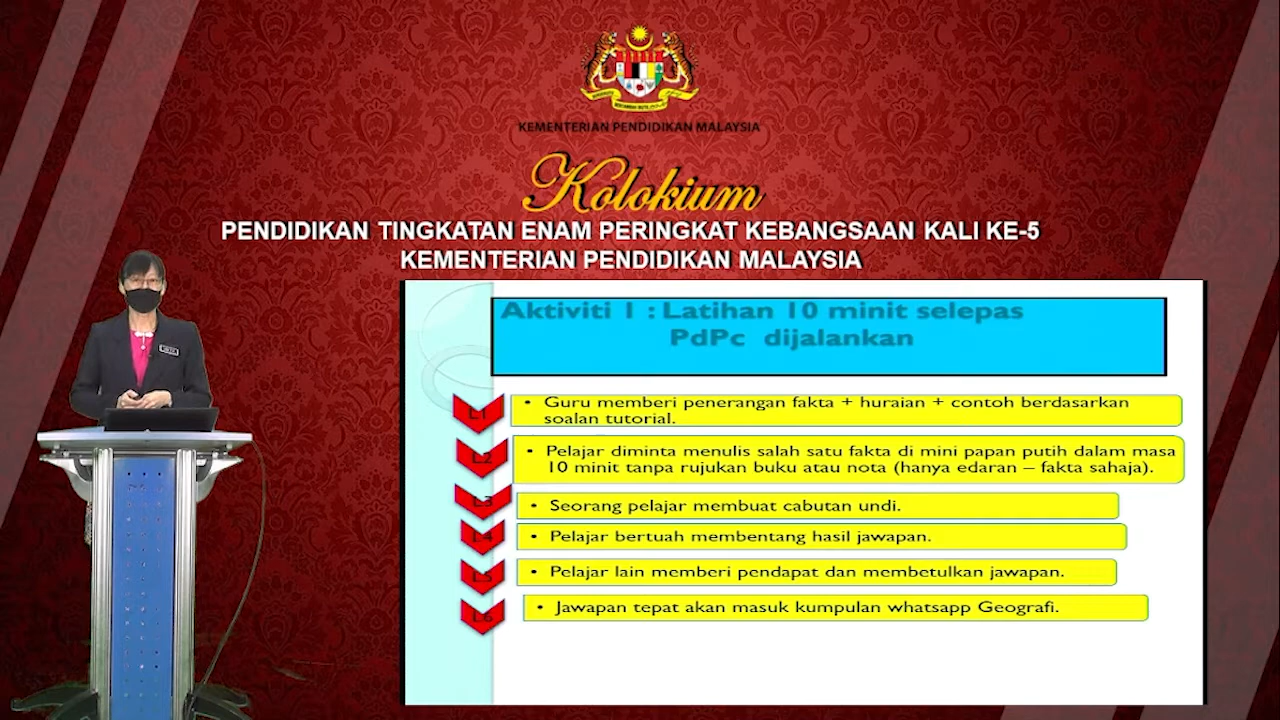 KEMENTERIAN PENDIDIKAN MALAYSIA
Kolokium
PENDIDIKAN TINGKATAN ENAM PERINGKAT KEBANGSAAN KALI KE-5
KEMENTERIAN PENDIDIKAN MALAYSIA
Aktiviti 1 : Latihan 10 minit selepas
PdPc dijalankan
L1
• Guru memberi penerangan fakta + huraian + contoh berdasarkan
soalan tutorial.
L2
• Pelajar diminta menulis salah satu fakta di mini papan putih dalam masa
10 minit tanpa rujukan buku atau nota (hanya edaran – fakta sahaja).
L3
• Seorang pelajar membuat cabutan undi.
L4
• Pelajar bertuah membentang hasil jawapan.
L5
• Pelajar lain memberi pendapat dan membetulkan jawapan.
L6
• Jawapan tepat akan masuk kumpulan whatsapp Geografi.